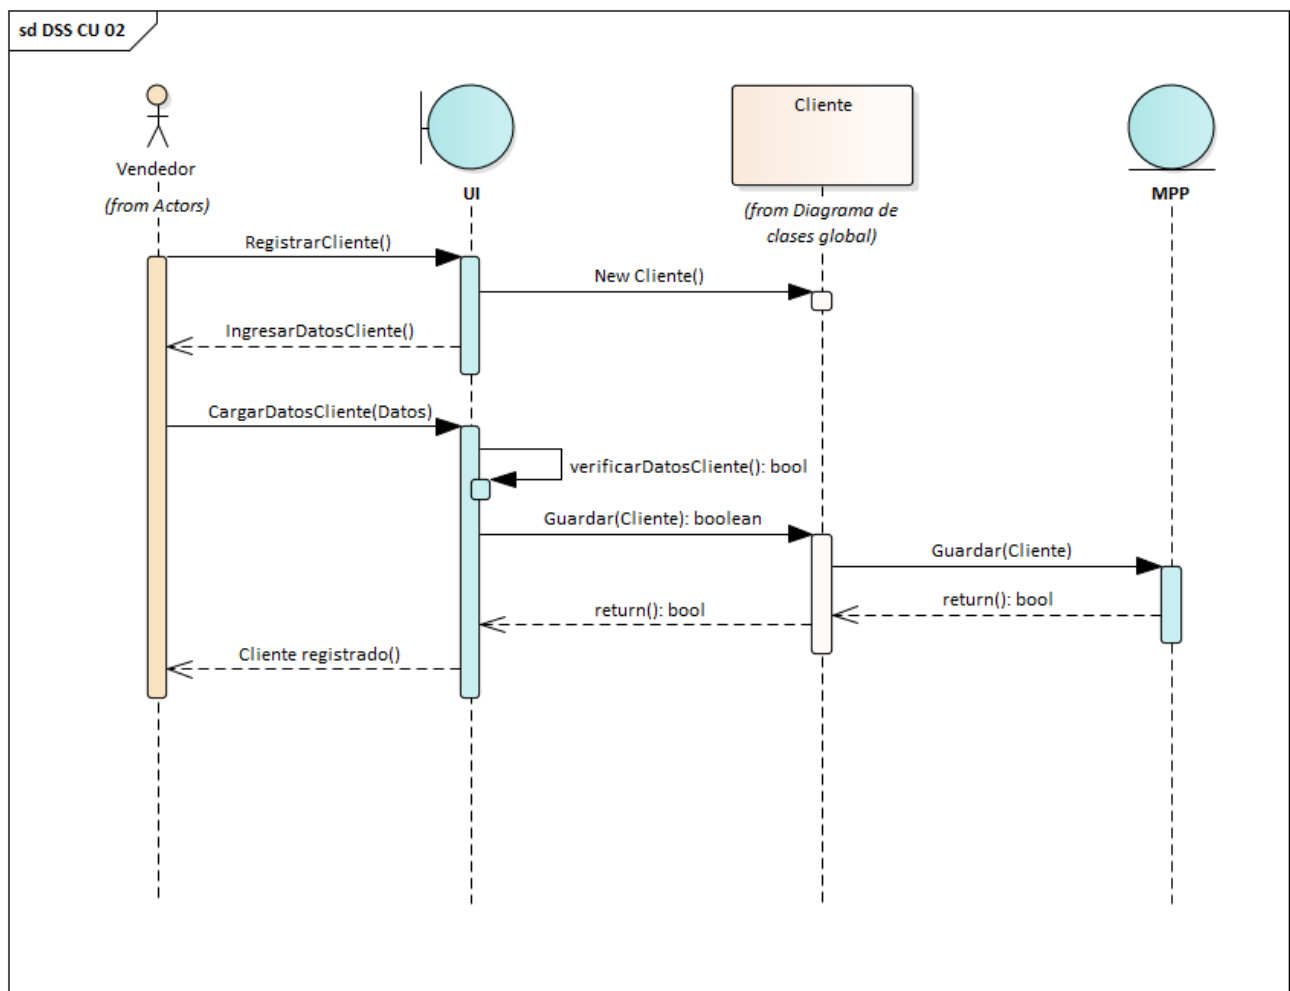 sd DSS CU 02
Vendedor
(from Actors)
UI
Cliente
(from Diagrama de
clases global)
MPP
RegistrarCliente()
New Cliente()
IngresarDatosCliente()
CargarDatosCliente(Datos)
verificarDatosCliente(): bool
Guardar(Cliente): boolean
Guardar(Cliente)
return(): bool
return(): bool
Cliente registrado()